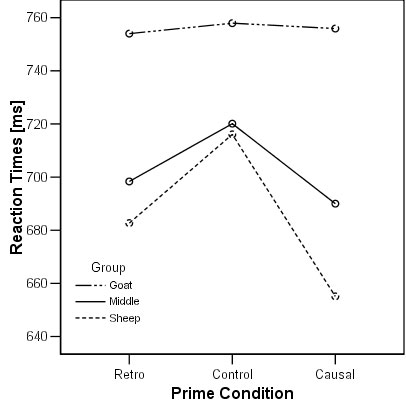 760
740
720
700
680
660
640
Reaction Times [ms]
Group
Goat
Middle
Sheep
Retro Control Causal
Prime Condition